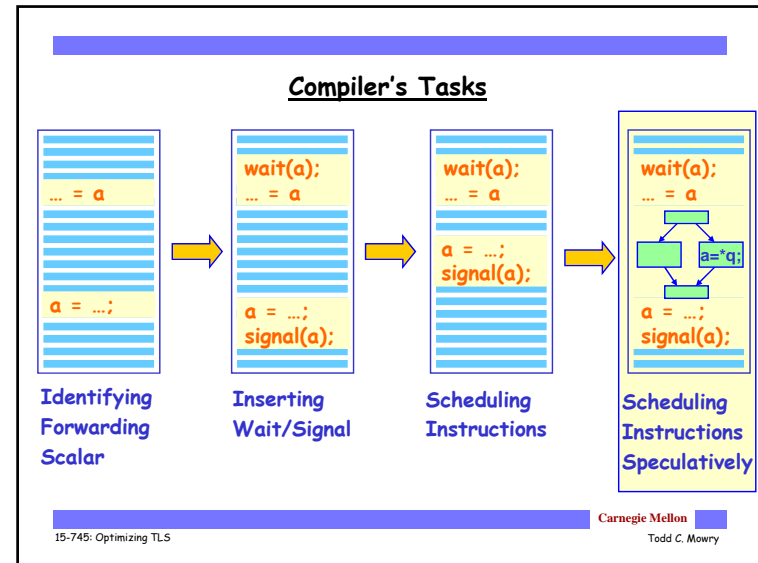 Compiler's Tasks
... = a
a = ...;
Identifying
Forwarding
Scalar
wait(a);
... = a
a = ...;
signal(a);
Inserting
Wait/Signal
wait(a);
... = a
a = ...;
signal(a);
Scheduling
Instructions
wait(a);
... = a
a=*q;
a = ...;
signal(a);
Scheduling
Instructions
Speculatively
Carnegie Mellon
15-745: Optimizing TLS
Todd C. Mowry